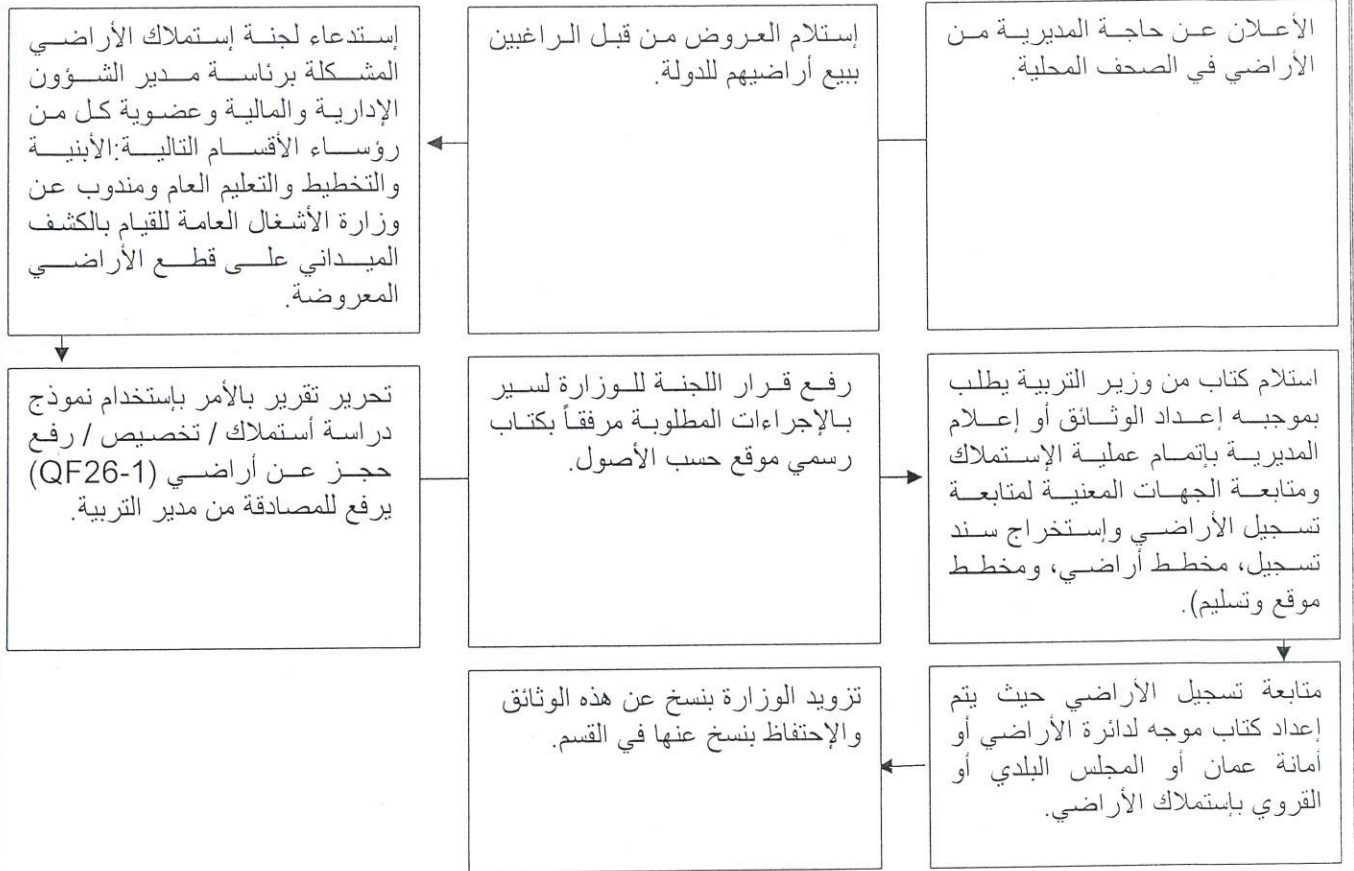 الأعلان عن حاجة المديرية من
الأراضي في الصحف المحلية.
إستلام العروض من قبل الراغبين
ببيع أراضيهم للدولة.
إستدعاء لجنة إستملاك الأراضي
المشكلة برئاسة مدير الشؤون
الإدارية والمالية وعضوية كل من
رؤساء الأقسام التالية:الأبنية
والتخطيط والتعليم العام ومندوب عن
وزارة الأشغال العامة للقيام بالكشف
الميداني على قطع الأراضي
المعروضة.
تحرير تقرير بالأمر بإستخدام نموذج
دراسة أستملاك / تخصيص / رفع
حجز عن أراضي (QF26-1)
يرفع للمصادقة من مدير التربية.
رفع قرار اللجنة للوزارة لسير
بالإجراءات المطلوبة مرفقاً بكتاب
رسمي موقع حسب الأصول.
استلام كتاب من وزير التربية يطلب
بموجبه إعداد الوثائق أو إعلام
المديرية بإتمام عملية الإستملاك
ومتابعة الجهات المعنية لمتابعة
تسجيل الأراضي وإستخراج سند
تسجيل، مخطط أراضي، ومخطط
موقع وتسليم).
متابعة تسجيل الأراضي حيث يتم
إعداد كتاب موجه لدائرة الأراضي أو
أمانة عمان أو المجلس البلدي أو
القروي بإستملاك الأراضي.
تزويد الوزارة بنسخ عن هذه الوثائق
والإحتفاظ بنسخ عنها في القسم.